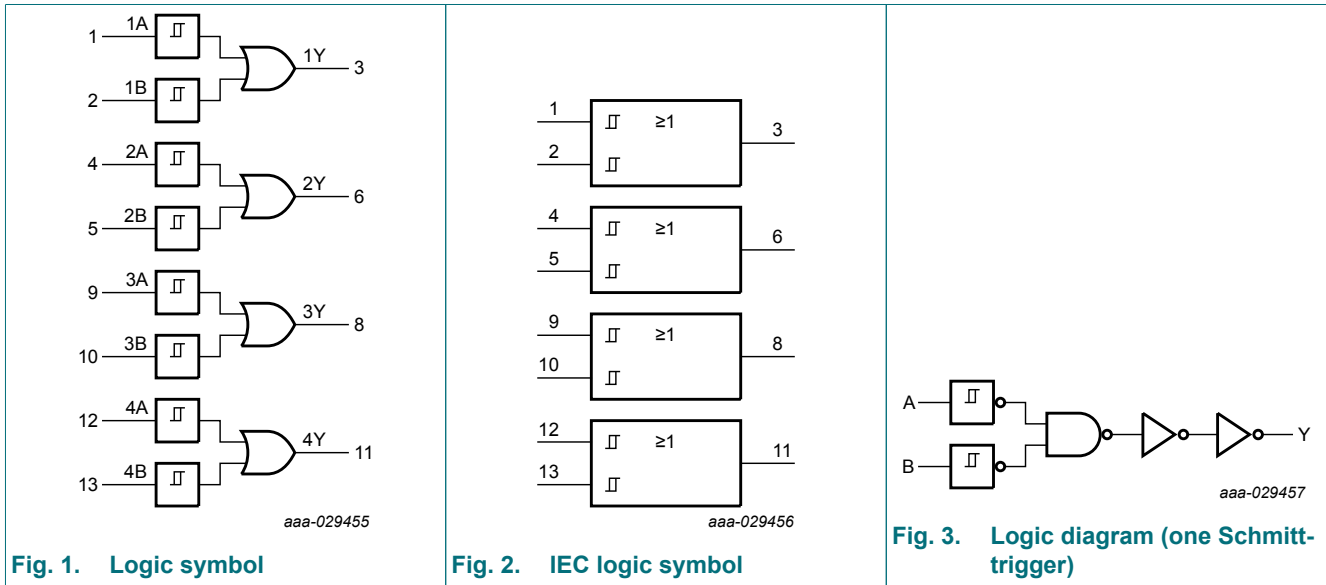 1 1A
1Y 3
2 1B
4 2A
2Y 6
5 2B
9 3A
3Y 8
10 3B
12 4A
4Y 11
13 4B
aaa-029455
Fig. 1. Logic symbol
1 ≥1
3
2
4 ≥1
6
5
9 ≥1
8
10
12 ≥1
11
13
aaa-029456
Fig. 2. IEC logic symbol
A
Y
B
aaa-029457
Fig. 3. Logic diagram (one Schmitt-
trigger)